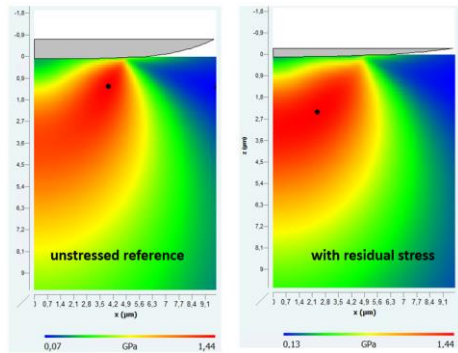 -1,8
-0,9
0
0,9
1,8
2,7
3,6
4,5
5,4
6,3
7,2
8,1
9
unstressed reference
0 0,7 1,4 2,1 2,8 3,5 4,2 4,9 5,6 6,3 7 7,7 8,4 9,1
x (µm)
0,07 GPa 1,44
-1,8
-0,9
0
0,9
1,8
2,7
3,6
4,5
5,4
6,3
7,2
8,1
9
z (µm)
with residual stress
0 0,7 1,4 2,1 2,8 3,5 4,2 4,9 5,6 6,3 7 7,7 8,4 9,1
x (µm)
0,13 GPa 1,44